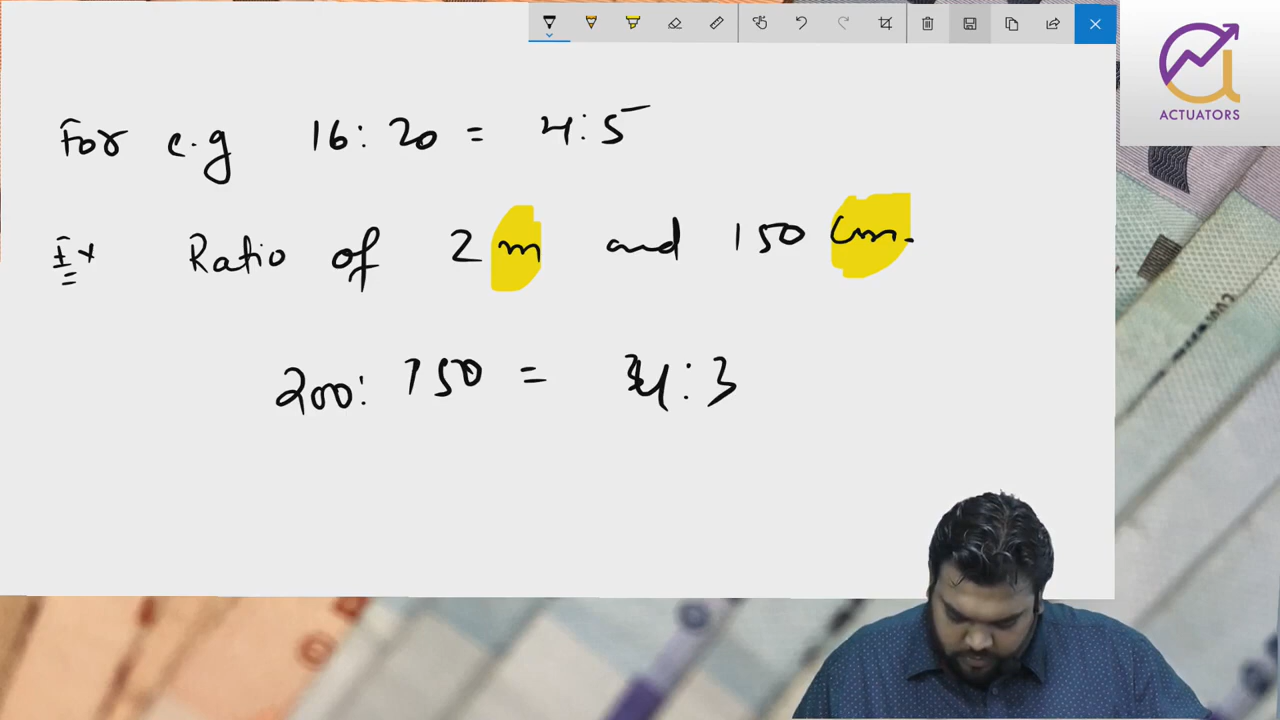 ACTUATORS
For e.g 16 : 20 = 4 : 5
Ex Ratio of 2 m and 150 cm.
200 : 150 = 4 : 3